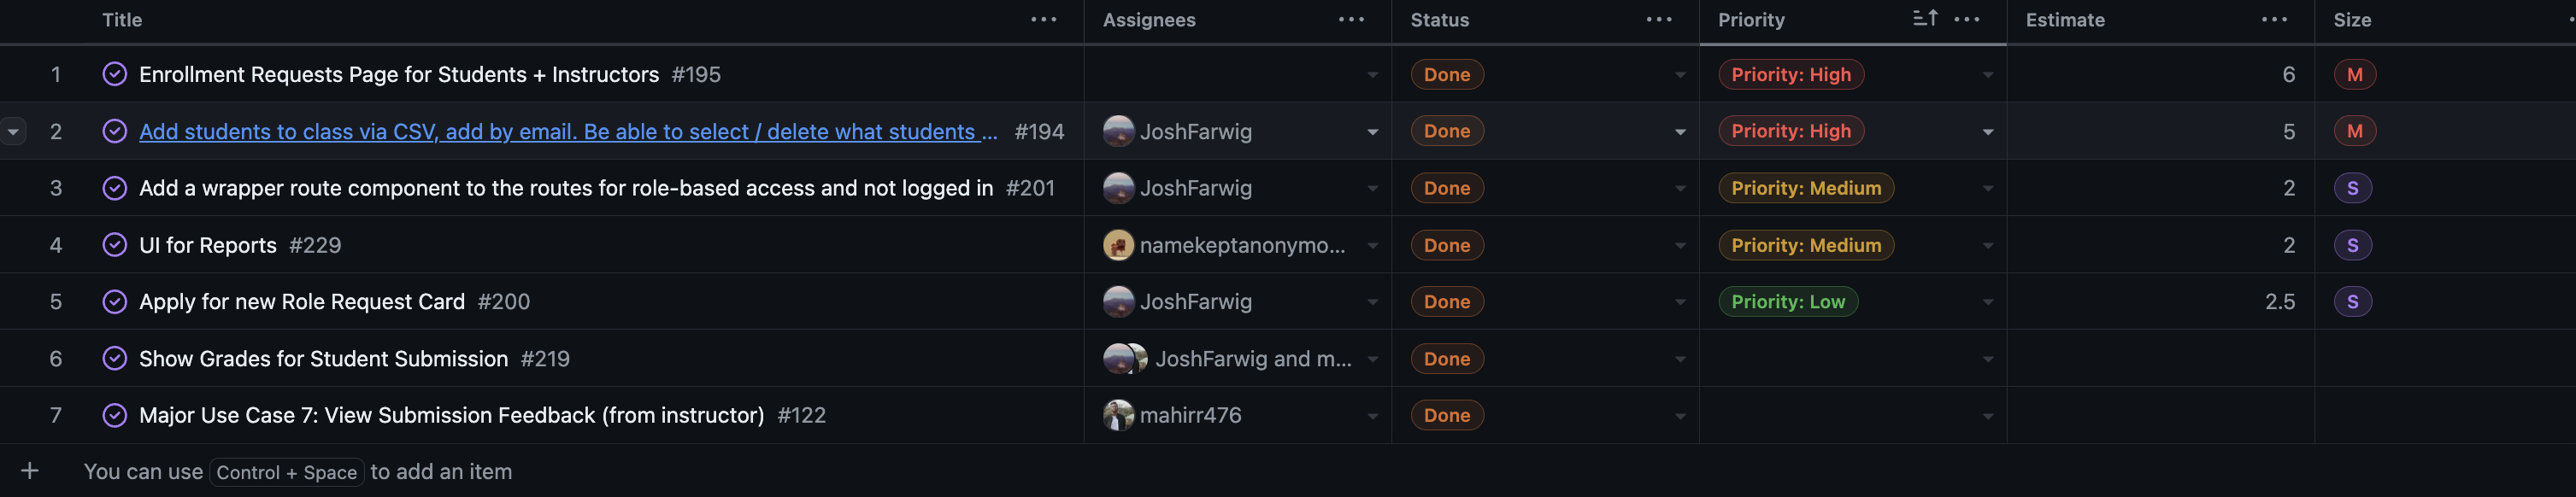 Title ... Assignees ... Status ... Priority ... Estimate ... Size
1 Enrollment Requests Page for Students + Instructors #195 Done Priority: High 6 M
2 Add students to class via CSV, add by email. Be able to select / delete what students ... #194 JoshFarwig Done Priority: High 5 M
3 Add a wrapper route component to the routes for role-based access and not logged in #201 JoshFarwig Done Priority: Medium 2 S
4 UI for Reports #229 namekeptanonymo... Done Priority: Medium 2 S
5 Apply for new Role Request Card #200 JoshFarwig Done Priority: Low 2.5 S
6 Show Grades for Student Submission #219 JoshFarwig and m... Done
7 Major Use Case 7: View Submission Feedback (from instructor) #122 mahirr476 Done
+ You can use Control + Space to add an item